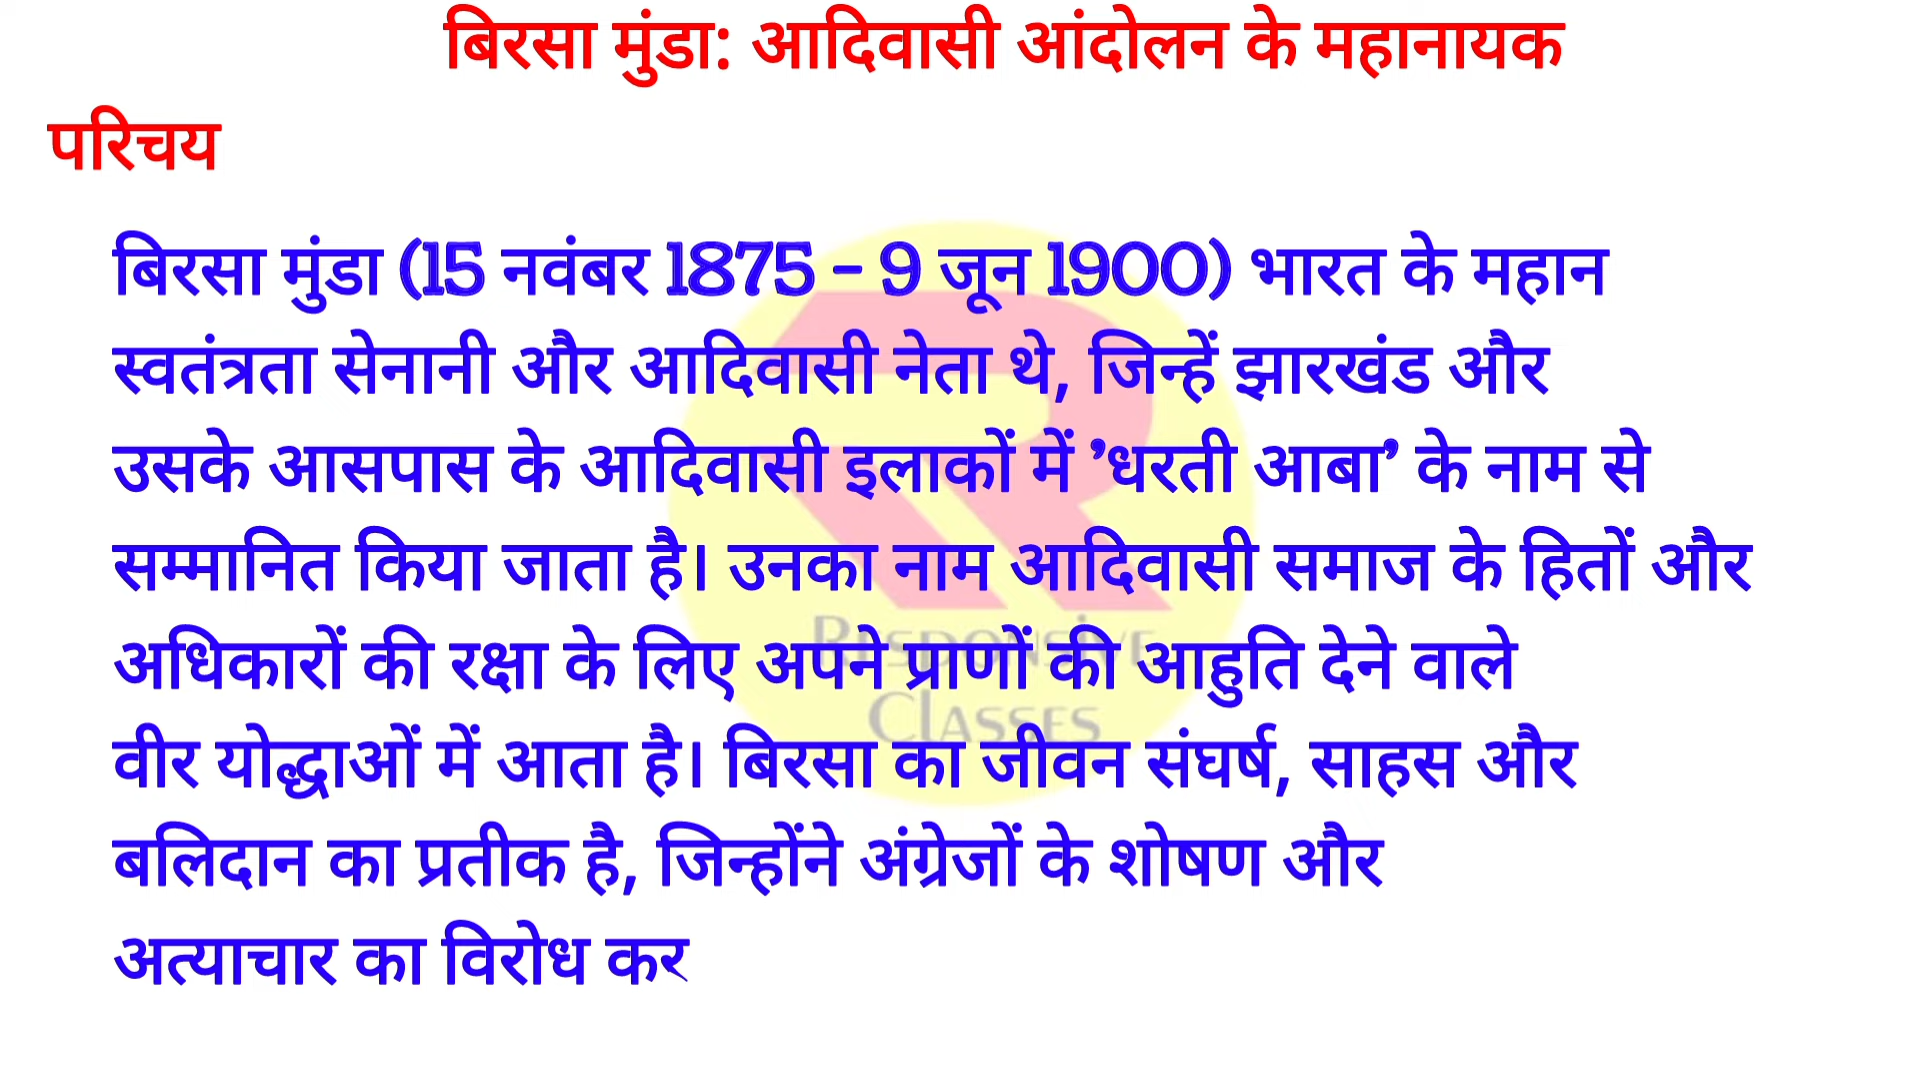 बिरसा मुंडा: आदिवासी आंदोलन के महानायक
परिचय
बिरसा मुंडा (15 नवंबर 1875 – 9 जून 1900) भारत के महान
स्वतंत्रता सेनानी और आदिवासी नेता थे, जिन्हें झारखंड और
उसके आसपास के आदिवासी इलाकों में ’धरती आबा’ के नाम से
सम्मानित किया जाता है। उनका नाम आदिवासी समाज के हितों और
अधिकारों की रक्षा के लिए अपने प्राणों की आहुति देने वाले
वीर योद्धाओं में आता है। बिरसा का जीवन संघर्ष, साहस और
बलिदान का प्रतीक है, जिन्होंने अंग्रेजों के शोषण और
अत्याचार का विरोध कर
Responsive
Classes